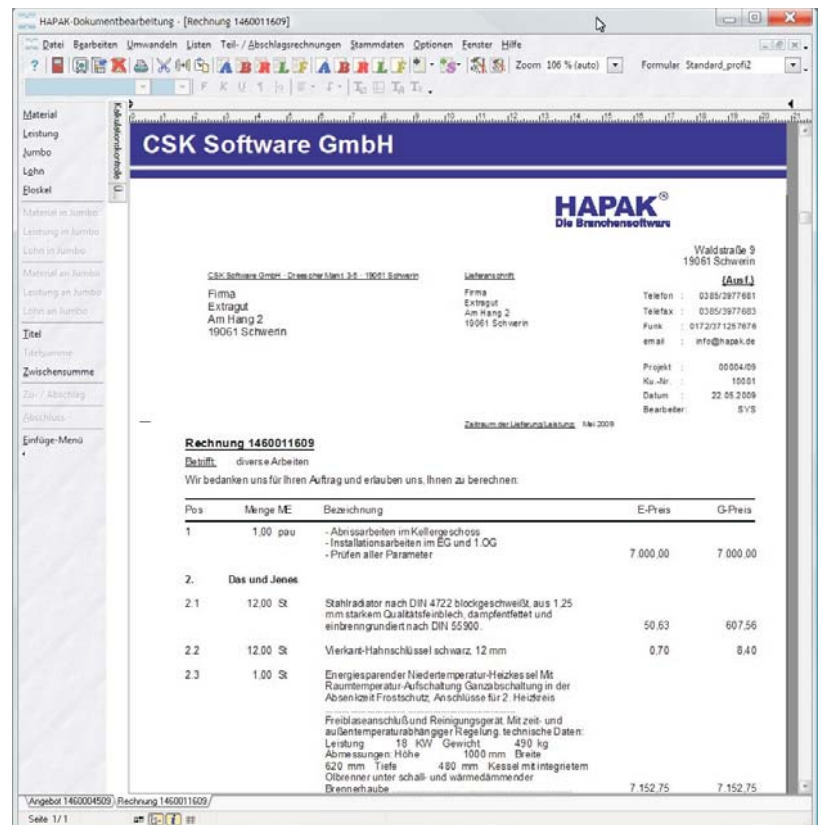 HAPAK-Dokumentbearbeitung - [Rechnung 1460011609]
Datei Bearbeiten Umwandeln Listen Teil- / Abschlagsrechnungen Stammdaten Optionen Fenster Hilfe
? A B R L F A B R L F Zoom 106 % (auto) Formular Standard_profi2
F K U
Material
Leistung
Jumbo
Lohn
Floskel
Material in Jumbo
Leistung in Jumbo
Lohn in Jumbo
Material an Jumbo
Leistung an Jumbo
Lohn an Jumbo
Titel
Titelsumme
Zwischensumme
Zu- / Abschlag
Abschluss
Einfüge-Menü
Kalkulationskontrolle
Ü...
CSK Software GmbH
HAPAK®
Die Branchensoftware
Waldstraße 9
19061 Schwerin
(Ausf.)
CSK Software GmbH - Dreescher Markt 3-5 - 19061 Schwerin
Firma
Extragut
Am Hang 2
19061 Schwerin
Lieferanschrift:
Firma
Extragut
Am Hang 2
19061 Schwerin
Telefon : 0385/3977681
Telefax : 0385/3977683
Funk : 0172/371257676
email : info@hapak.de
Projekt : 00004/09
Ku.-Nr. : 10001
Datum : 22.05.2009
Bearbeiter: SYS
Zeitraum der Lieferung/Leistung: Mai 2009
Rechnung 1460011609
Betrifft: diverse Arbeiten
Wir bedanken uns für Ihren Auftrag und erlauben uns, Ihnen zu berechnen:
Pos Menge ME Bezeichnung E-Preis G-Preis
1 1,00 pau - Abrissarbeiten im Kellergeschoss
- Installationsarbeiten im EG und 1.OG
- Prüfen aller Parameter 7.000,00 7.000,00
2. Das und Jenes
2.1 12,00 St Stahlradiator nach DIN 4722 blockgeschweißt, aus 1,25
mm starkem Qualitätsfeinblech, dampfentfettet und
einbrenngrundiert nach DIN 55900. 50,63 607,56
2.2 12,00 St Vierkant-Hahnschlüssel schwarz, 12 mm 0,70 8,40
2.3 1,00 St Energiesparender Niedertemperatur-Heizkessel Mit
Raumtemperatur-Aufschaltung Ganzabschaltung in der
Absenkzeit Frostschutz, Anschlüsse für 2. Heizkreis
Freiblaseanschluß und Reinigungsgerät. Mit zeit- und
außentemperaturabhängiger Regelung. technische Daten:
Leistung 18 KW Gewicht 490 kg
Abmessungen: Höhe 1000 mm Breite
620 mm Tiefe 480 mm Kessel mit integrietem
Ölbrenner unter schall- und wärmedämmender
Brennerhaube 7.152,75 7.152,75
Angebot 1460004509 Rechnung 1460011609
Seite 1/1